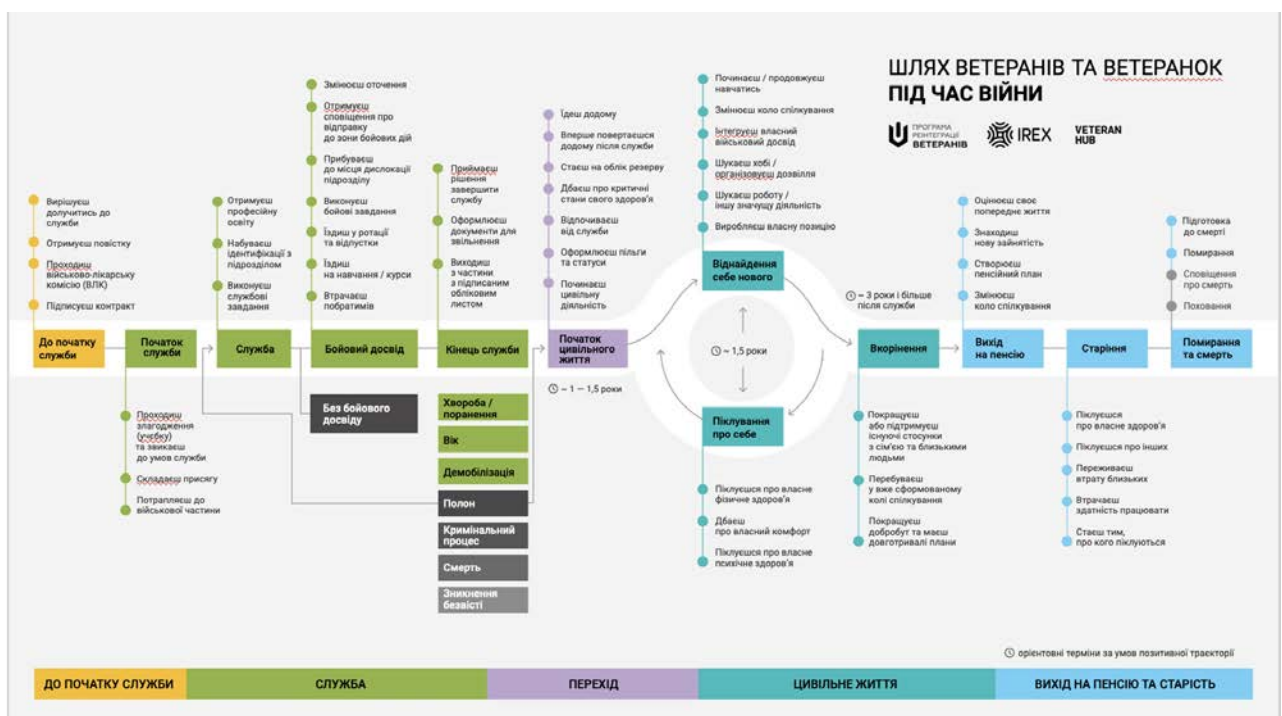 ШЛЯХ ВЕТЕРАНІВ ТА ВЕТЕРАНОК
ПІД ЧАС ВІЙНИ
ПРОГРАМА
РЕІНТЕГРАЦІЇ
ВЕТЕРАНІВ
IREX
VETERAN
HUB
Вирішуєш
долучитись до
служби
Отримуєш повістку
Проходиш
військово-лікарську
комісію (ВЛК)
Підписуєш контракт
До початку
служби
Початок
служби
Проходиш
злагодження
(учєбку)
та звикаєш
до умов служби
Складаєш присягу
Потрапляєш до
військової частини
Отримуєш
професійну
освіту
Набуваєш
ідентифікації з
підрозділом
Виконуєш
службові
завдання
Служба
Змінюєш оточення
Отримуєш
сповіщення про
відправку
до зони бойових дій
Прибуваєш
до місця дислокації
підрозділу
Виконуєш
бойові завдання
Їздиш у ротації
та відпустки
Їздиш
на навчання / курси
Втрачаєш
побратимів
Бойовий досвід
Без бойового
досвіду
Приймаєш
рішення
завершити
службу
Оформлюєш
документи для
звільнення
Виходиш
з частини
з підписаним
обліковим
листом
Кінець служби
Хвороба /
поранення
Вік
Демобілізація
Полон
Кримінальний
процес
Смерть
Зникнення
безвісті
Їдеш додому
Вперше повертаєшся
додому після служби
Стаєш на облік резерву
Дбаєш про критичні
стани свого здоров'я
Відпочиваєш
від служби
Оформлюєш пільги
та статуси
Починаєш
цивільну
діяльність
Початок
цивільного
життя
~ 1 — 1,5 роки
Починаєш / продовжуєш
навчатись
Змінюєш коло спілкування
Інтегруєш власний
військовий досвід
Шукаєш хобі /
організовуєш дозвілля
Шукаєш роботу /
іншу значущу діяльність
Виробляєш власну позицію
Віднайдення
себе нового
~ 1,5 роки
Піклування
про себе
Піклуєшся про власне
фізичне здоров'я
Дбаєш
про власний комфорт
Піклуєшся про власне
психічне здоров'я
~ 3 роки і більше
після служби
Вкорінення
Покращуєш
або підтримуєш
існуючі стосунки
з сім'єю та близькими
людьми
Перебуваєш
у вже сформованому
колі спілкування
Покращуєш
добробут та маєш
довготривалі плани
Оцінюєш своє
попереднє життя
Знаходиш
нову зайнятість
Створюєш
пенсійний план
Змінюєш
коло спілкування
Вихід
на пенсію
Старіння
Піклуєшся
про власне здоров'я
Піклуєшся про інших
Переживаєш
втрату близьких
Втрачаєш
здатність працювати
Стаєш тим,
про кого піклуються
Підготовка
до смерті
Помирання
Сповіщення
про смерть
Поховання
Помирання
та смерть
орієнтовні терміни за умов позитивної траєкторії
ДО ПОЧАТКУ СЛУЖБИ
СЛУЖБА
ПЕРЕХІД
ЦИВІЛЬНЕ ЖИТТЯ
ВИХІД НА ПЕНСІЮ ТА СТАРІСТЬ